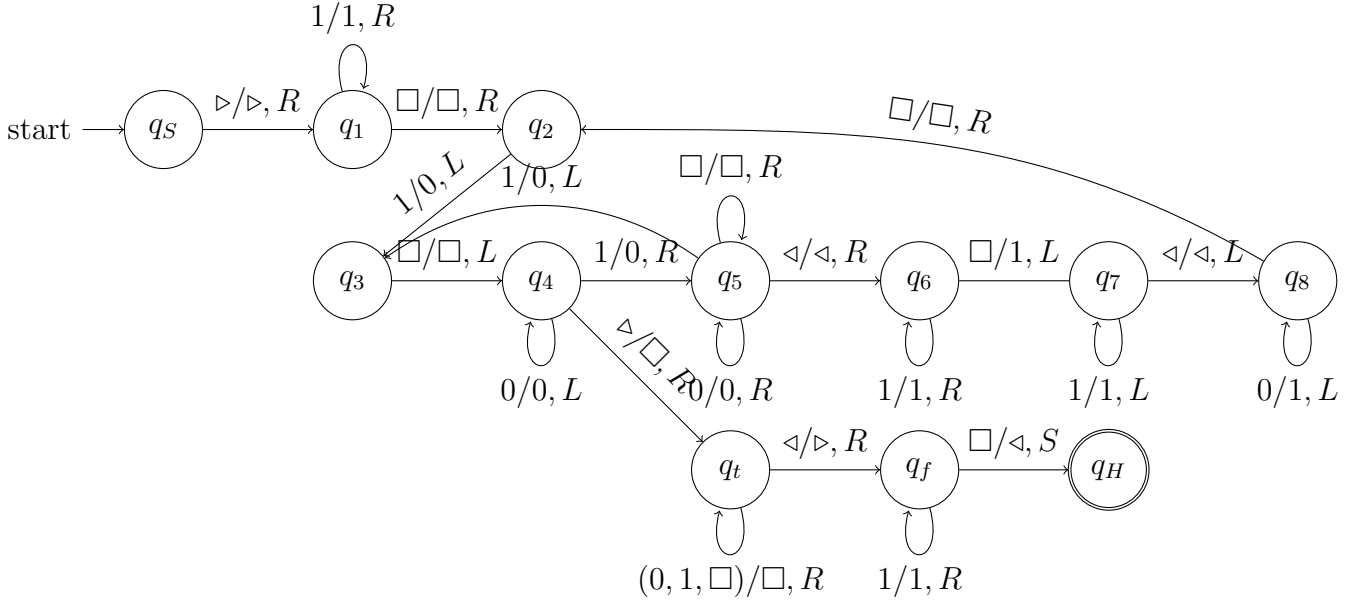 1/1, R
▹/▹, R
□/□, R
□/□, R
start
q_S
q_1
q_2
1/0, L
1/0, L
□/□, R
□/□, L
1/0, R
◃/◃, R
□/1, L
◃/◃, L
q_3
q_4
q_5
q_6
q_7
q_8
▹/□, R
0/0, L
0/0, R
1/1, R
1/1, L
0/1, L
◃/▹, R
□/◃, S
q_t
q_f
q_H
(0, 1, □)/□, R
1/1, R